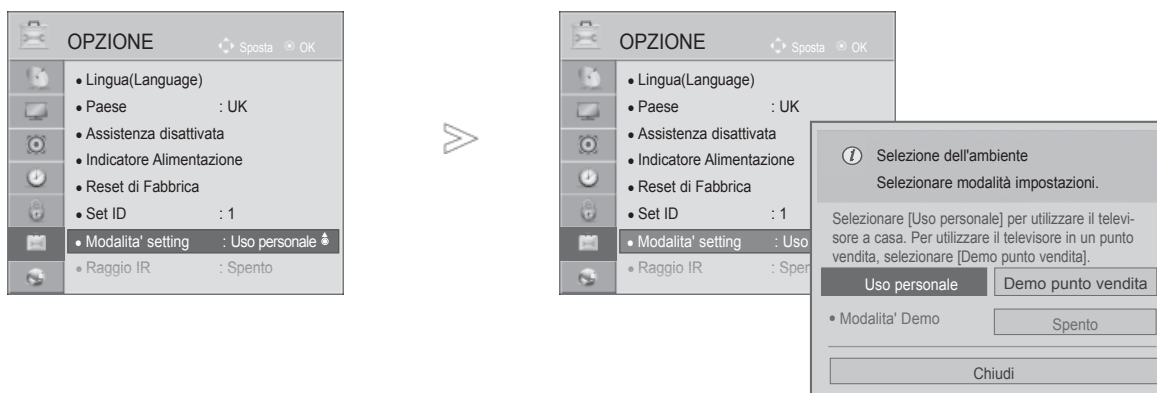 OPZIONE
Sposta OK
• Lingua(Language)
• Paese : UK
• Assistenza disattivata
• Indicatore Alimentazione
• Reset di Fabbrica
• Set ID : 1
• Modalita' setting : Uso personale
• Raggio IR : Spento
OPZIONE
Sposta OK
• Lingua(Language)
• Paese : UK
• Assistenza disattivata
• Indicatore Alimentazione
• Reset di Fabbrica
• Set ID : 1
• Modalita' setting : Uso
• Raggio IR : Spen
i Selezione dell'ambiente
Selezionare modalità impostazioni.
Selezionare [Uso personale] per utilizzare il televi-
sore a casa. Per utilizzare il televisore in un punto
vendita, selezionare [Demo punto vendita].
Uso personale Demo punto vendita
• Modalita' Demo Spento
Chiudi